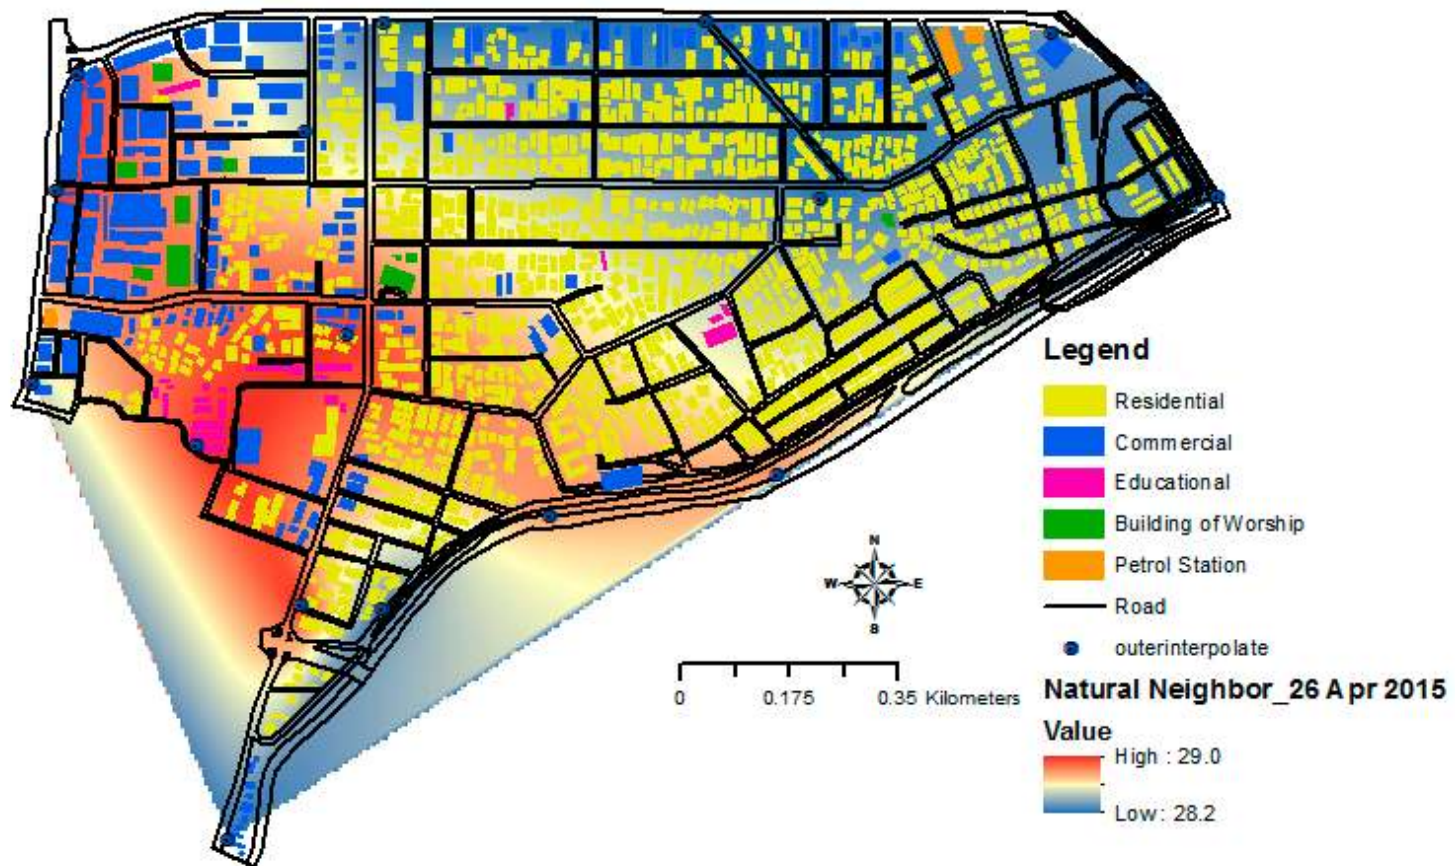 Legend
Residential
Commercial
Educational
Building of Worship
Petrol Station
Road
outerinterpolate
N
W E
S
0 0.175 0.35 Kilometers
Natural Neighbor_26 Apr 2015
Value
High : 29.0
Low : 28.2